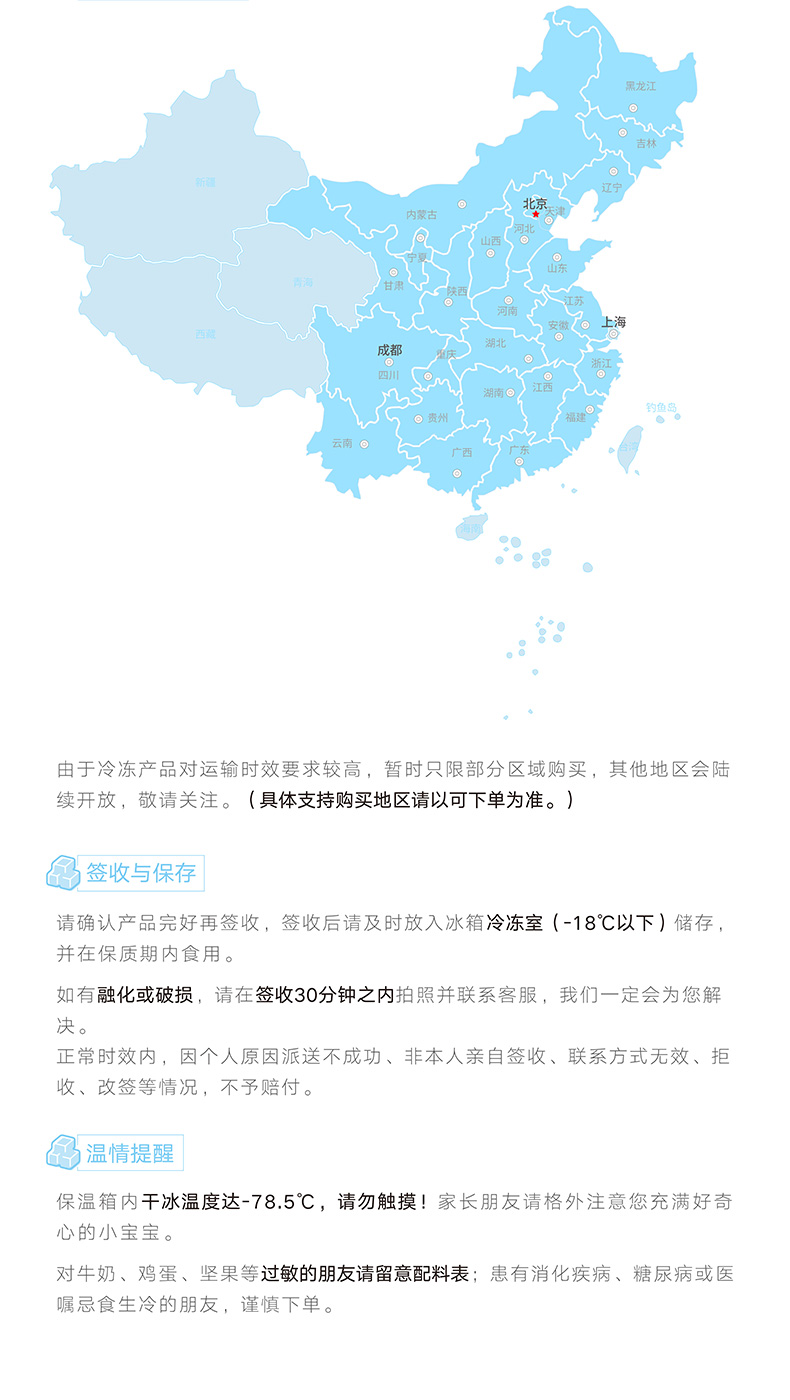 黑龙江
吉林
辽宁
新疆
北京
天津
内蒙古
河北
山西
宁夏
山东
青海
甘肃
陕西
江苏
河南
上海
安徽
西藏
湖北
成都
重庆
浙江
四川
江西
湖南
钓鱼岛
福建
贵州
云南
台湾
广西
广东
海南
由于冷冻产品对运输时效要求较高，暂时只限部分区域购买，其他地区会陆
续开放，敬请关注。（具体支持购买地区请以可下单为准。）
签收与保存
请确认产品完好再签收，签收后请及时放入冰箱冷冻室（-18℃以下）储存，
并在保质期内食用。
如有融化或破损，请在签收30分钟之内拍照并联系客服，我们一定会为您解
决。
正常时效内，因个人原因派送不成功、非本人亲自签收、联系方式无效、拒
收、改签等情况，不予赔付。
温情提醒
保温箱内干冰温度达-78.5℃，请勿触摸！家长朋友请格外注意您充满好奇
心的小宝宝。
对牛奶、鸡蛋、坚果等过敏的朋友请留意配料表；患有消化疾病、糖尿病或医
嘱忌食生冷的朋友，谨慎下单。